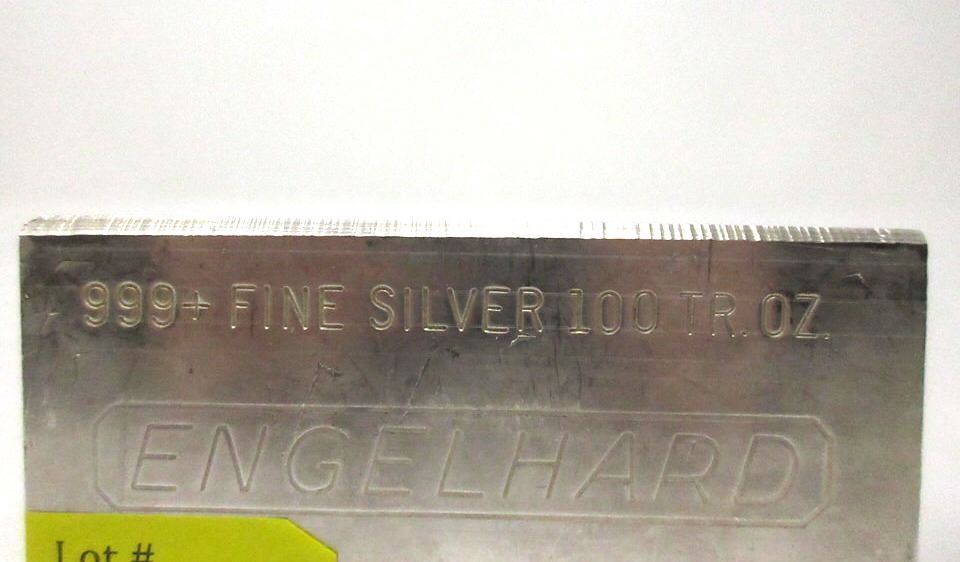 999+ FINE SILVER 100 TR. OZ.
ENGELHARD
Lot #